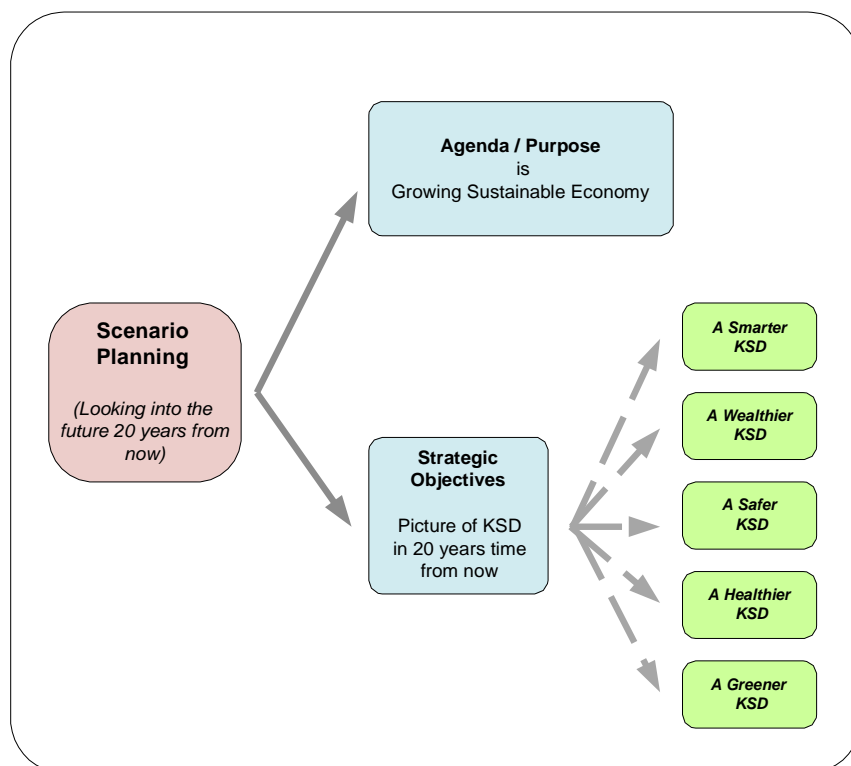 Agenda / Purpose
is
Growing Sustainable Economy
Scenario
Planning
(Looking into the
future 20 years from
now)
Strategic
Objectives
Picture of KSD
in 20 years time
from now
A Smarter
KSD
A Wealthier
KSD
A Safer
KSD
A Healthier
KSD
A Greener
KSD